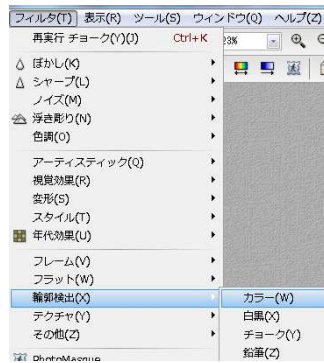 フィルタ(T) 表示(R) ツール(S) ウィンドウ(O) ヘルプ(Z)
再実行 チョーク(Y)(J) Ctrl+K 23%
ぼかし(K)
シャープ(L)
ノイズ(M)
浮き彫り(N)
色調(O)
アーティスティック(Q)
視覚効果(R)
変形(S)
スタイル(T)
年代効果(U)
フレーム(V)
フラット(W)
輪郭検出(X) カラー(W)
テクチャ(Y) 白黒(X)
その他(Z) チョーク(Y)
PhotoMasque 鉛筆(Z)